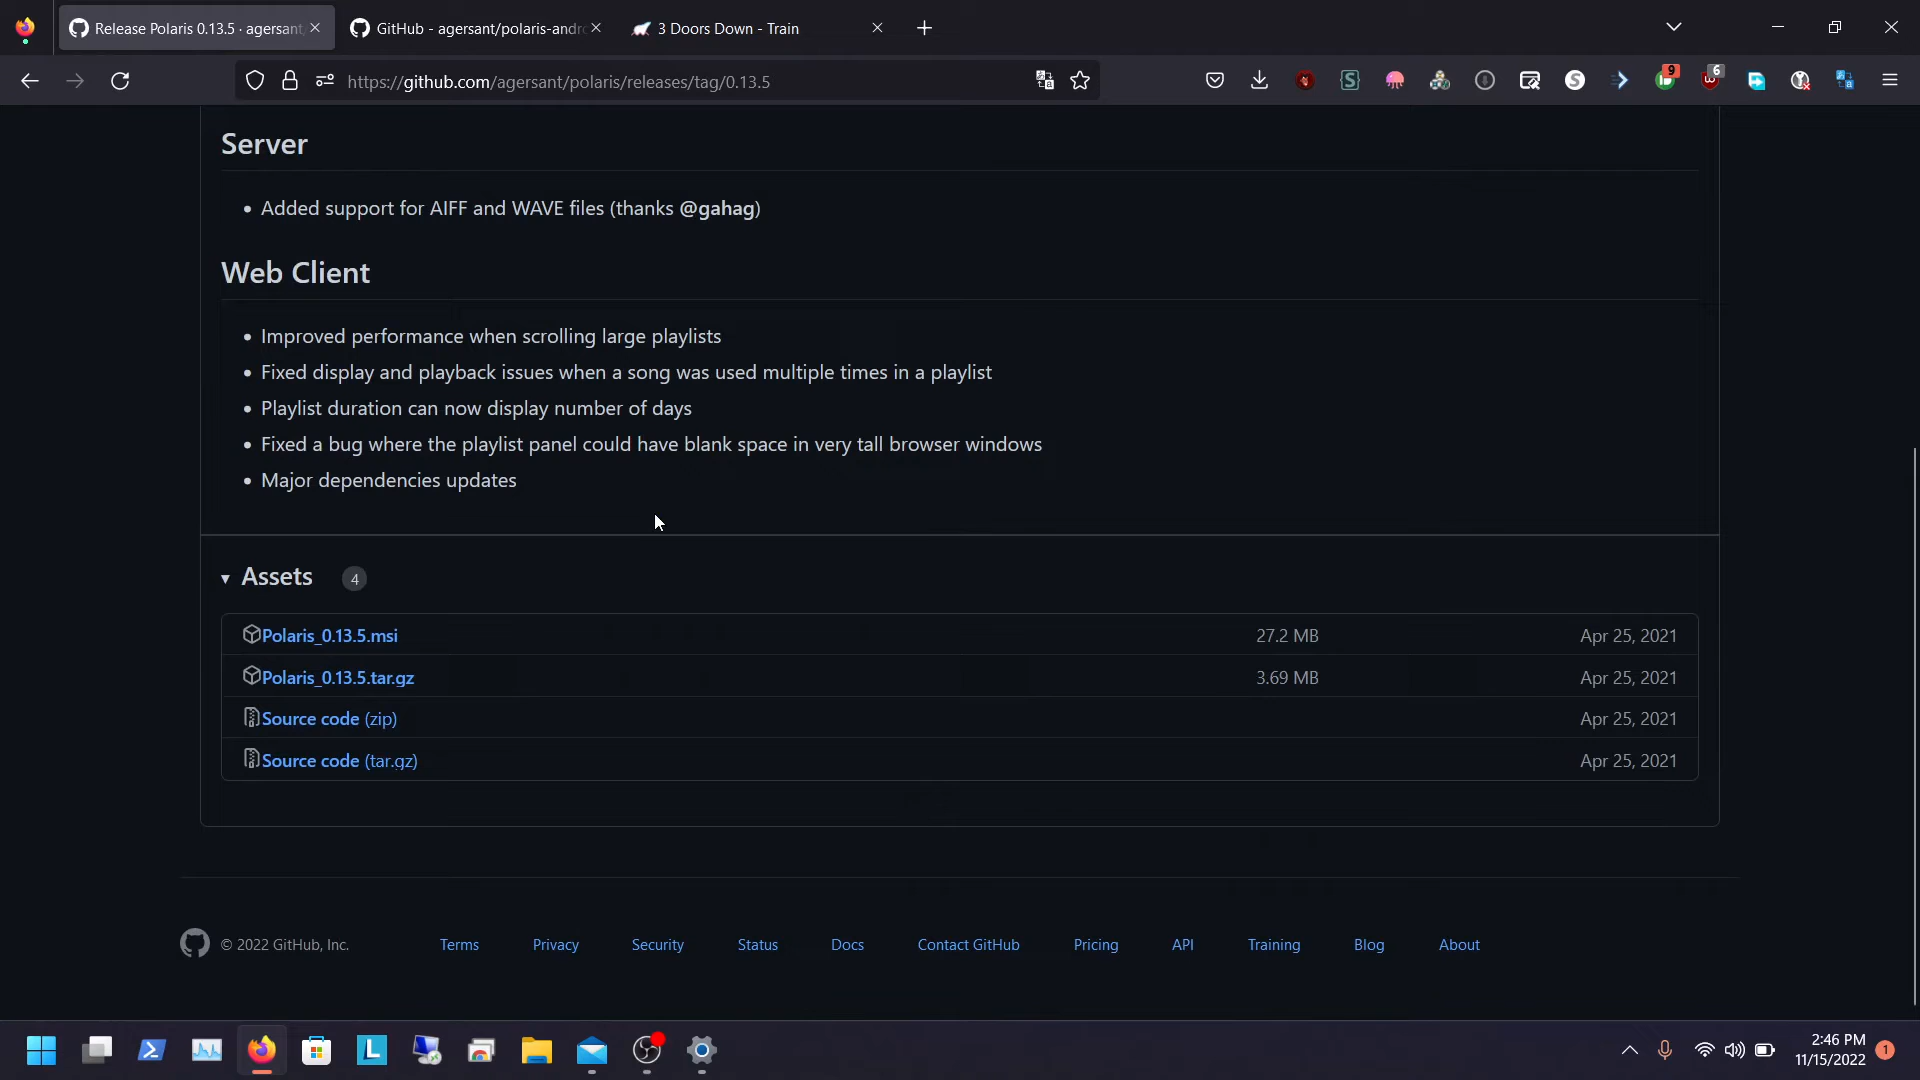 Release Polaris 0.13.5 · agersant
GitHub - agersant/polaris-andr
3 Doors Down - Train
https://github.com/agersant/polaris/releases/tag/0.13.5
9
6
Server
• Added support for AIFF and WAVE files (thanks @gahag)
Web Client
• Improved performance when scrolling large playlists
• Fixed display and playback issues when a song was used multiple times in a playlist
• Playlist duration can now display number of days
• Fixed a bug where the playlist panel could have blank space in very tall browser windows
• Major dependencies updates
Assets 4
Polaris_0.13.5.msi 27.2 MB Apr 25, 2021
Polaris_0.13.5.tar.gz 3.69 MB Apr 25, 2021
Source code (zip) Apr 25, 2021
Source code (tar.gz) Apr 25, 2021
© 2022 GitHub, Inc. Terms Privacy Security Status Docs Contact GitHub Pricing API Training Blog About
2:46 PM
11/15/2022
1